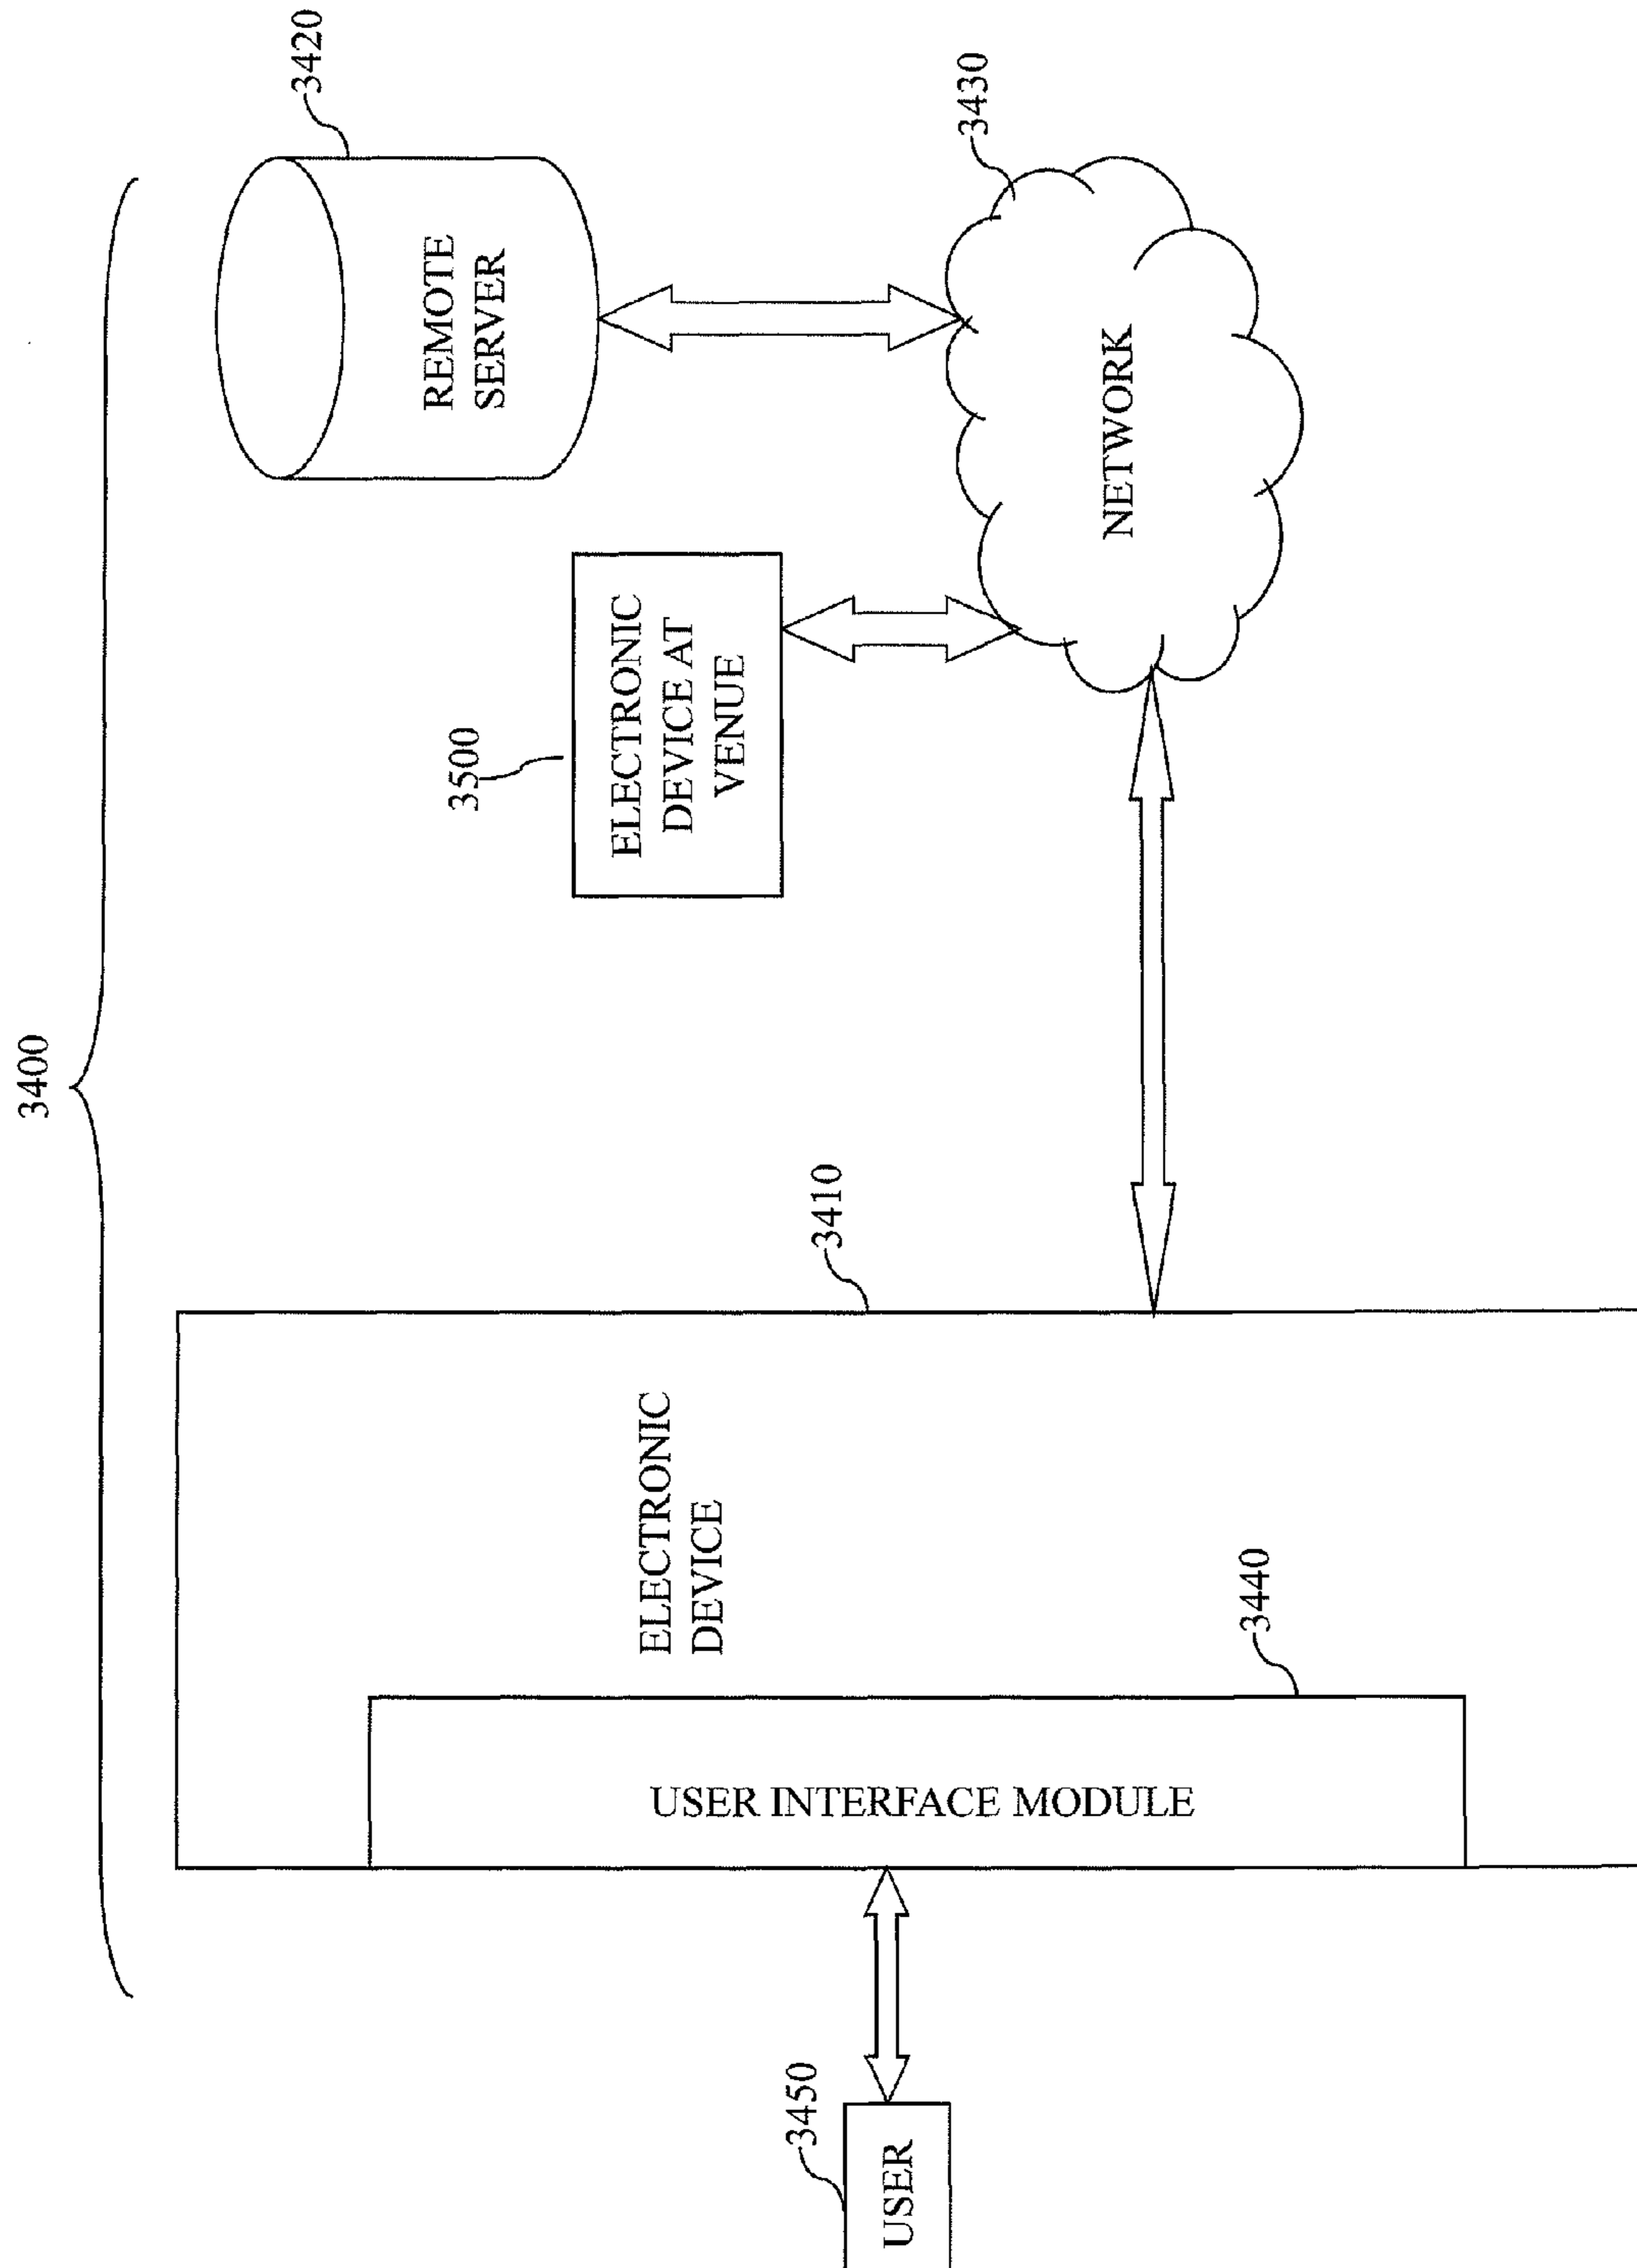 3400
3420
REMOTE
SERVER
3430
NETWORK
3500
ELECTRONIC
DEVICE AT
VENUE
3410
ELECTRONIC
DEVICE
3440
USER INTERFACE MODULE
3450
USER